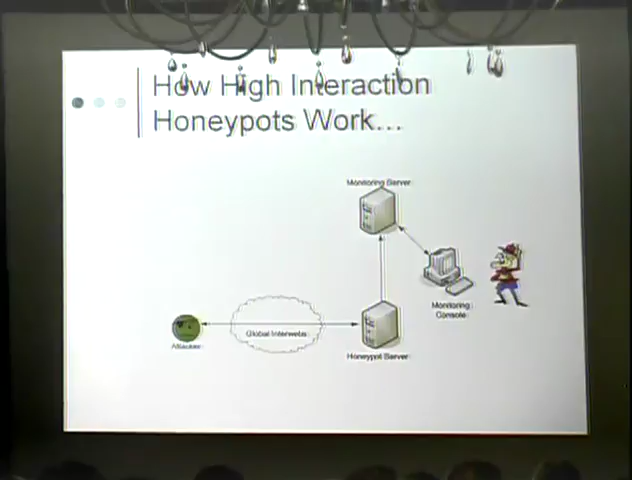 How High Interaction
Honeypots Work...
Monitoring Server
Monitoring
Console
Global Interwebs
Attacker
Honeypot Server